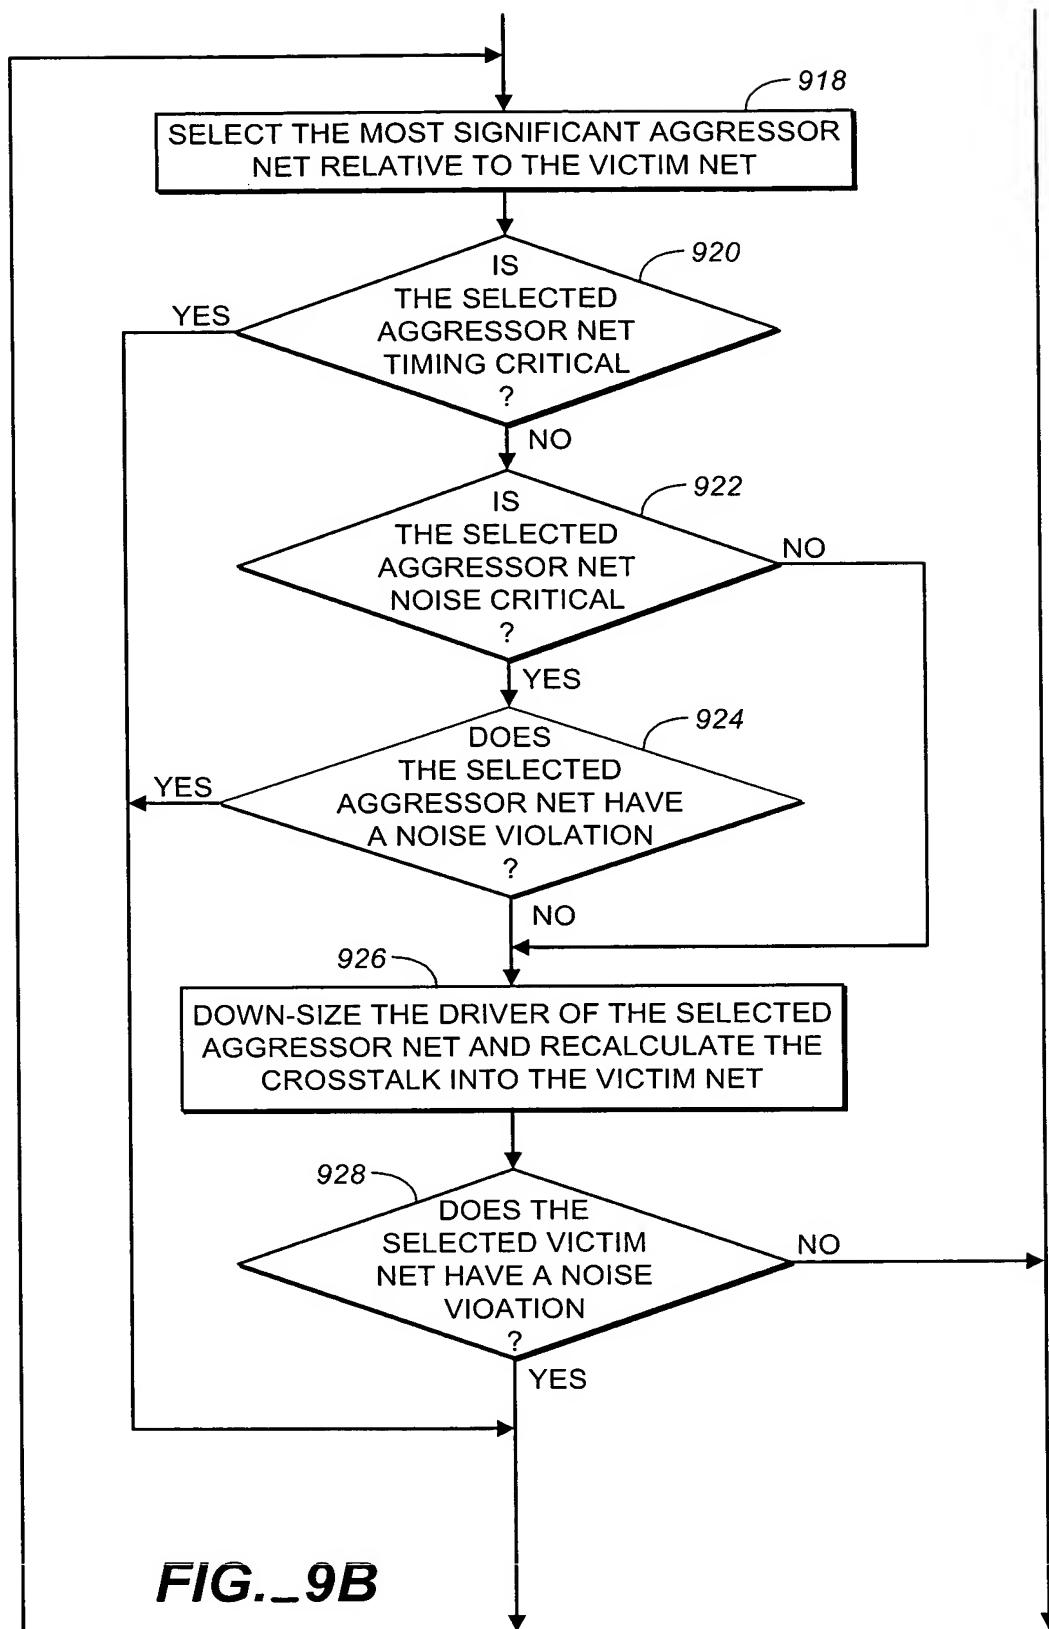 918
SELECT THE MOST SIGNIFICANT AGGRESSOR
NET RELATIVE TO THE VICTIM NET
920
IS
THE SELECTED
AGGRESSOR NET
TIMING CRITICAL
?
YES
NO
922
IS
THE SELECTED
AGGRESSOR NET
NOISE CRITICAL
?
NO
YES
924
DOES
THE SELECTED
AGGRESSOR NET HAVE
A NOISE VIOLATION
?
YES
NO
926
DOWN-SIZE THE DRIVER OF THE SELECTED
AGGRESSOR NET AND RECALCULATE THE
CROSSTALK INTO THE VICTIM NET
928
DOES THE
SELECTED VICTIM
NET HAVE A NOISE
VIOATION
?
NO
YES
FIG._9B